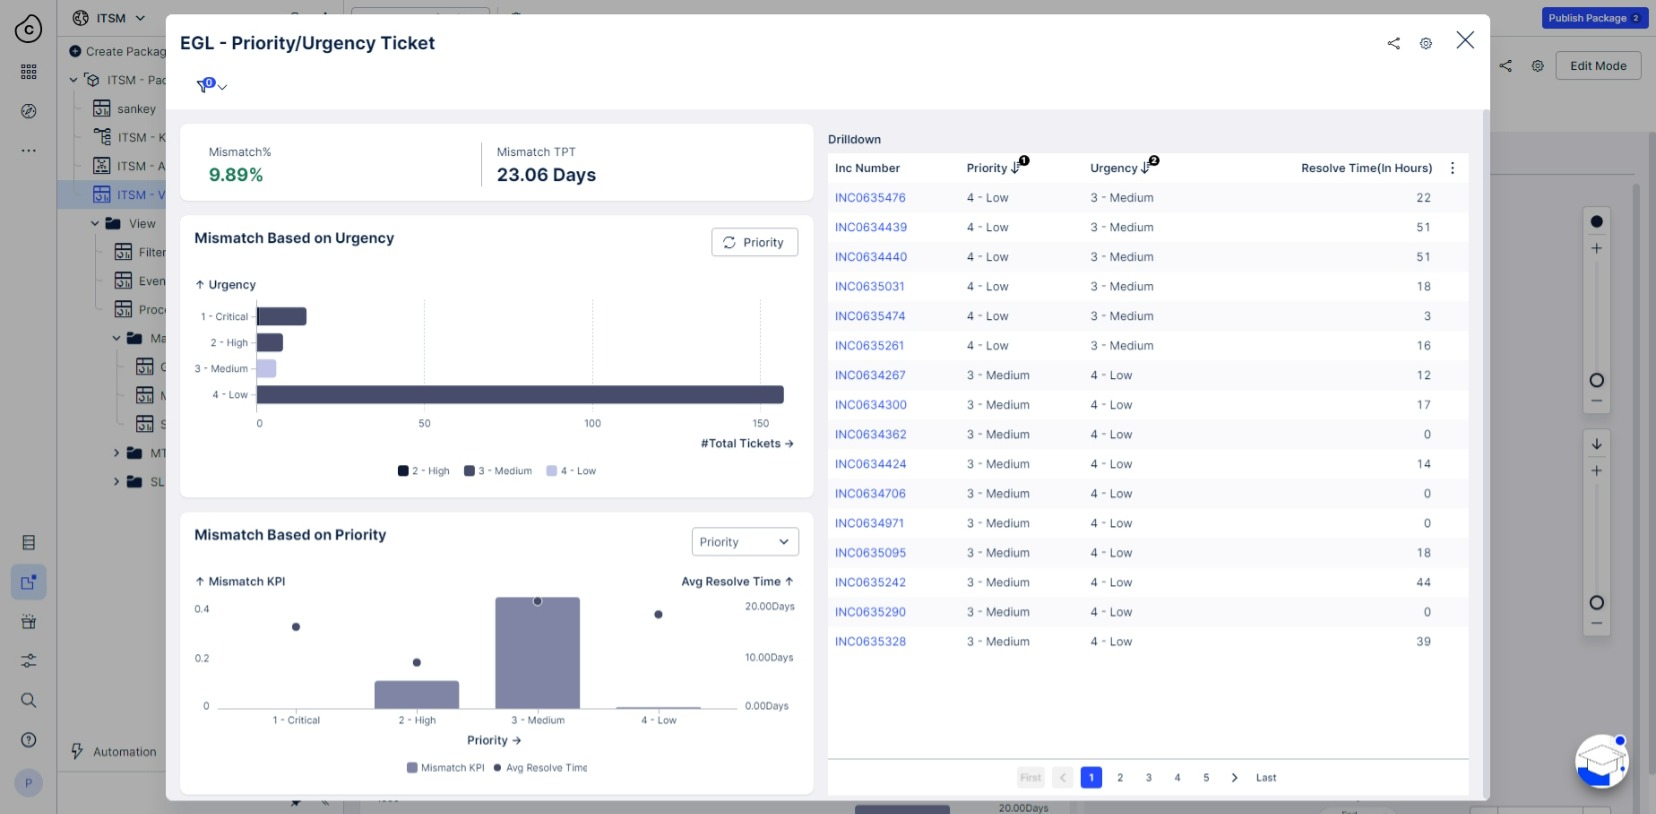 C
ITSM
Publish Package 2
Create Packag
ITSM - Pac
sankey
ITSM - K
ITSM - A
ITSM - V
View
Filter
Even
Proce
Ma
MT
SL
Automation
P
Edit Mode
EGL - Priority/Urgency Ticket
0
Mismatch%
9.89%
Mismatch TPT
23.06 Days
Mismatch Based on Urgency
Priority
↑ Urgency
1 - Critical
2 - High
3 - Medium
4 - Low
0 50 100 150
#Total Tickets →
2 - High 3 - Medium 4 - Low
Mismatch Based on Priority
Priority
↑ Mismatch KPI
Avg Resolve Time ↑
0.4
0.2
0
20.00Days
10.00Days
0.00Days
1 - Critical 2 - High 3 - Medium 4 - Low
Priority →
Mismatch KPI Avg Resolve Time
Drilldown
Inc Number Priority 1 Urgency 2 Resolve Time(In Hours)
INC0635476 4 - Low 3 - Medium 22
INC0634439 4 - Low 3 - Medium 51
INC0634440 4 - Low 3 - Medium 51
INC0635031 4 - Low 3 - Medium 18
INC0635474 4 - Low 3 - Medium 3
INC0635261 4 - Low 3 - Medium 16
INC0634267 3 - Medium 4 - Low 12
INC0634300 3 - Medium 4 - Low 17
INC0634362 3 - Medium 4 - Low 0
INC0634424 3 - Medium 4 - Low 14
INC0634706 3 - Medium 4 - Low 0
INC0634971 3 - Medium 4 - Low 0
INC0635095 3 - Medium 4 - Low 18
INC0635242 3 - Medium 4 - Low 44
INC0635290 3 - Medium 4 - Low 0
INC0635328 3 - Medium 4 - Low 39
First < 1 2 3 4 5 > Last
20.00Days